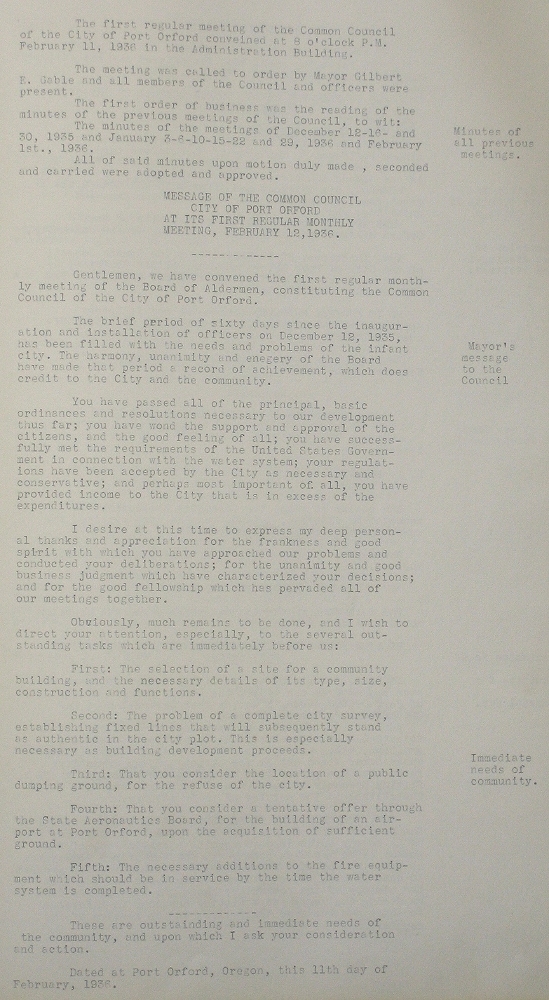 The first regular meeting of the Common Council
of the City of Port Orford conveined at 8 o'clock P.M.
February 11, 1936 in the Administration Building.
The meeting was called to order by Mayor Gilbert
E. Gable and all members of the Council and officers were
present.
The first order of business was the reading of the
minutes of the previous meetings of the Council, to wit:
The minutes of the meetings of December 12-16- and
30, 1935 and January 3-6-10-15-22 and 29, 1936 and February
1st., 1936.
Minutes of
all previous
meetings.
All of said minutes upon motion duly made , seconded
and carried were adopted and approved.
MESSAGE OF THE COMMON COUNCIL
CITY OF PORT ORFORD
AT ITS FIRST REGULAR MONTHLY
MEETING, FEBRUARY 12,1936.
Gentlemen, we have convened the first regular month-
ly meeting of the Board of Aldermen, constituting the Common
Council of the City of Port Orford.
The brief period of sixty days since the inaugur-
ation and installation of officers on December 12, 1935,
has been filled with the needs and problems of the infant
city. The harmony, unanimity and enegery of the Board
have made that period a record of achievement, which does
credit to the City and the community.
Mayor's
message
to the
Council
You have passed all of the principal, basic
ordinances and resolutions necessary to our development
thus far; you have wond the support and approval of the
citizens, and the good feeling of all; you have success-
fully met the requirements of the United States Govern-
ment in connection with the water system; your regulat-
ions have been accepted by the City as necessary and
conservative; and perhaps most important of all, you have
provided income to the City that is in excess of the
expenditures.
I desire at this time to express my deep person-
al thanks and appreciation for the frankness and good
spirit with which you have approached our problems and
conducted your deliberations; for the unanimity and good
business judgment which have characterized your decisions;
and for the good fellowship which has pervaded all of
our meetings together.
Obviously, much remains to be done, and I wish to
direct your attention, especially, to the several out-
standing tasks which are immediately before us:
First: The selection of a site for a community
building, and the necessary details of its type, size,
construction and functions.
Second: The problem of a complete city survey,
establishing fixed lines that will subsequently stand
as authentic in the city plot. This is especially
necessary as building development proceeds.
Immediate
needs of
community.
Third: That you consider the location of a public
dumping ground, for the refuse of the city.
Fourth: That you consider a tentative offer through
the State Aeronautics Board, for the building of an air-
port at Port Orford, upon the acquisition of sufficient
ground.
Fifth: The necessary additions to the fire equip-
ment which should be in service by the time the water
system is completed.
These are outstanding and immediate needs of
the community, and upon which I ask your consideration
and action.
Dated at Port Orford, Oregon, this 11th day of
February, 1936.